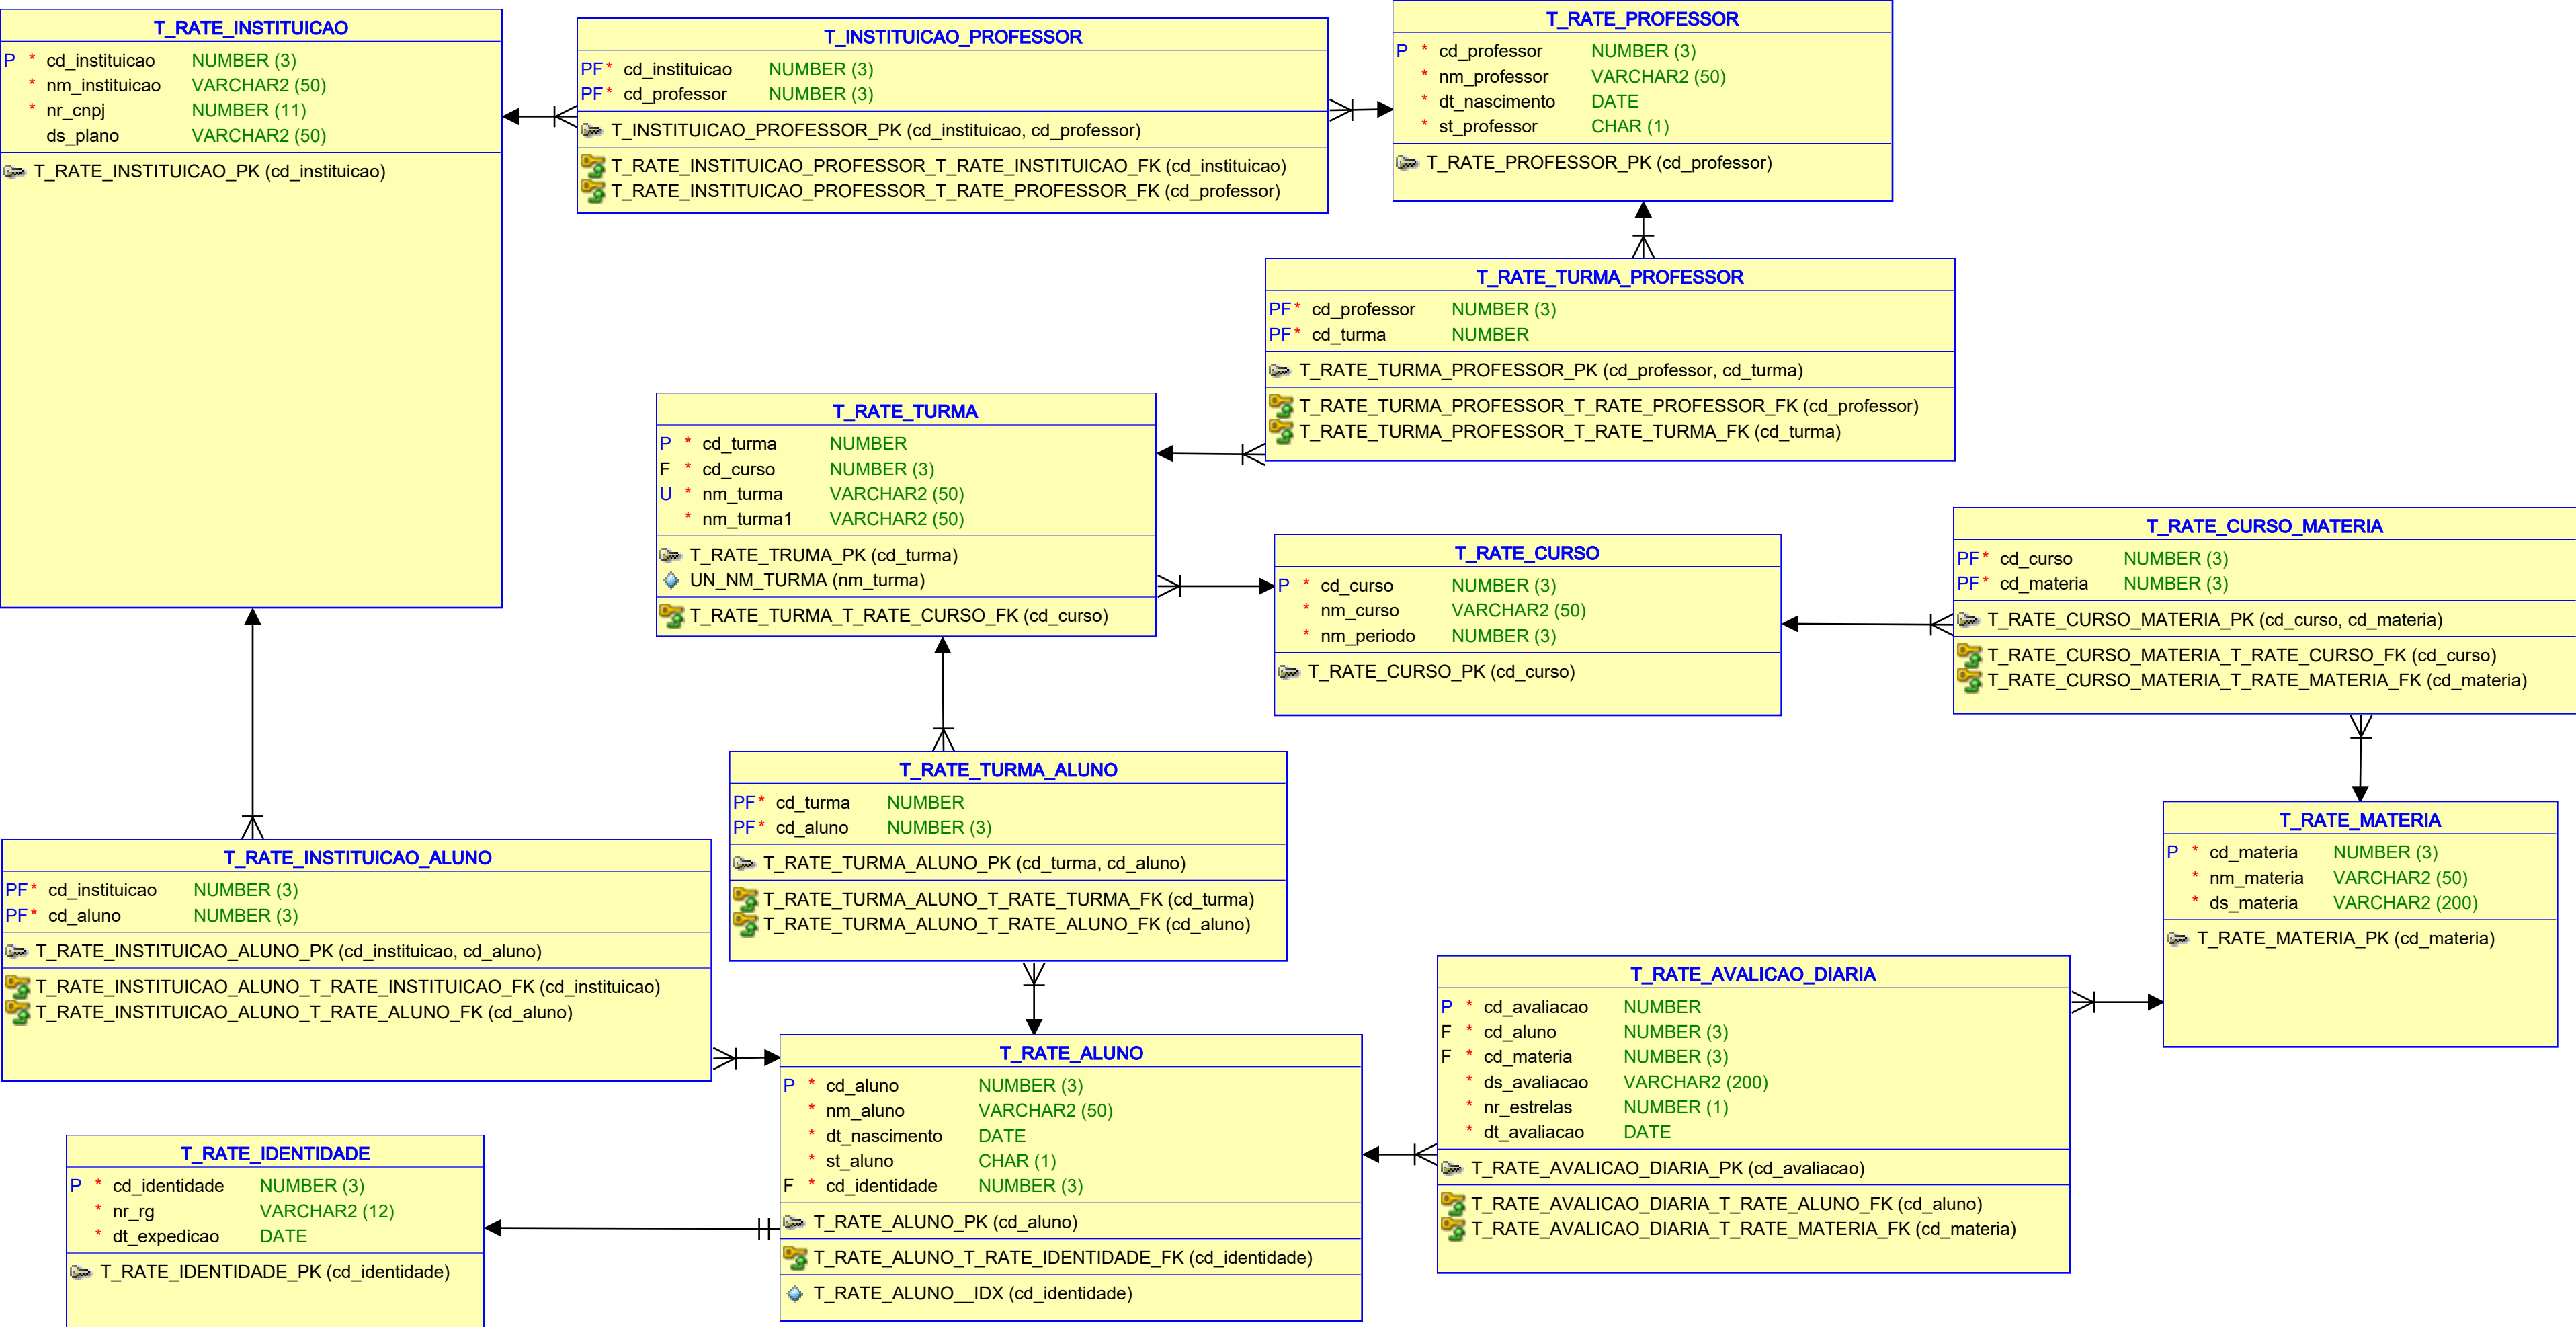 T_RATE_INSTITUICAO
P * cd_instituicao NUMBER (3)
* nm_instituicao VARCHAR2 (50)
* nr_cnpj NUMBER (11)
ds_plano VARCHAR2 (50)
T_RATE_INSTITUICAO_PK (cd_instituicao)
T_INSTITUICAO_PROFESSOR
PF* cd_instituicao NUMBER (3)
PF* cd_professor NUMBER (3)
T_INSTITUICAO_PROFESSOR_PK (cd_instituicao, cd_professor)
T_RATE_INSTITUICAO_PROFESSOR_T_RATE_INSTITUICAO_FK (cd_instituicao)
T_RATE_INSTITUICAO_PROFESSOR_T_RATE_PROFESSOR_FK (cd_professor)
T_RATE_PROFESSOR
P * cd_professor NUMBER (3)
* nm_professor VARCHAR2 (50)
* dt_nascimento DATE
* st_professor CHAR (1)
T_RATE_PROFESSOR_PK (cd_professor)
T_RATE_TURMA_PROFESSOR
PF* cd_professor NUMBER (3)
PF* cd_turma NUMBER
T_RATE_TURMA_PROFESSOR_PK (cd_professor, cd_turma)
T_RATE_TURMA_PROFESSOR_T_RATE_PROFESSOR_FK (cd_professor)
T_RATE_TURMA_PROFESSOR_T_RATE_TURMA_FK (cd_turma)
T_RATE_TURMA
P * cd_turma NUMBER
F * cd_curso NUMBER (3)
U * nm_turma VARCHAR2 (50)
* nm_turma1 VARCHAR2 (50)
T_RATE_TRUMA_PK (cd_turma)
UN_NM_TURMA (nm_turma)
T_RATE_TURMA_T_RATE_CURSO_FK (cd_curso)
T_RATE_CURSO
P * cd_curso NUMBER (3)
* nm_curso VARCHAR2 (50)
* nm_periodo NUMBER (3)
T_RATE_CURSO_PK (cd_curso)
T_RATE_CURSO_MATERIA
PF* cd_curso NUMBER (3)
PF* cd_materia NUMBER (3)
T_RATE_CURSO_MATERIA_PK (cd_curso, cd_materia)
T_RATE_CURSO_MATERIA_T_RATE_CURSO_FK (cd_curso)
T_RATE_CURSO_MATERIA_T_RATE_MATERIA_FK (cd_materia)
T_RATE_TURMA_ALUNO
PF* cd_turma NUMBER
PF* cd_aluno NUMBER (3)
T_RATE_TURMA_ALUNO_PK (cd_turma, cd_aluno)
T_RATE_TURMA_ALUNO_T_RATE_TURMA_FK (cd_turma)
T_RATE_TURMA_ALUNO_T_RATE_ALUNO_FK (cd_aluno)
T_RATE_MATERIA
P * cd_materia NUMBER (3)
* nm_materia VARCHAR2 (50)
* ds_materia VARCHAR2 (200)
T_RATE_MATERIA_PK (cd_materia)
T_RATE_INSTITUICAO_ALUNO
PF* cd_instituicao NUMBER (3)
PF* cd_aluno NUMBER (3)
T_RATE_INSTITUICAO_ALUNO_PK (cd_instituicao, cd_aluno)
T_RATE_INSTITUICAO_ALUNO_T_RATE_INSTITUICAO_FK (cd_instituicao)
T_RATE_INSTITUICAO_ALUNO_T_RATE_ALUNO_FK (cd_aluno)
T_RATE_AVALICAO_DIARIA
P * cd_avaliacao NUMBER
F * cd_aluno NUMBER (3)
F * cd_materia NUMBER (3)
* ds_avaliacao VARCHAR2 (200)
* nr_estrelas NUMBER (1)
* dt_avaliacao DATE
T_RATE_AVALICAO_DIARIA_PK (cd_avaliacao)
T_RATE_AVALICAO_DIARIA_T_RATE_ALUNO_FK (cd_aluno)
T_RATE_AVALICAO_DIARIA_T_RATE_MATERIA_FK (cd_materia)
T_RATE_ALUNO
P * cd_aluno NUMBER (3)
* nm_aluno VARCHAR2 (50)
* dt_nascimento DATE
* st_aluno CHAR (1)
F * cd_identidade NUMBER (3)
T_RATE_ALUNO_PK (cd_aluno)
T_RATE_ALUNO_T_RATE_IDENTIDADE_FK (cd_identidade)
T_RATE_ALUNO__IDX (cd_identidade)
T_RATE_IDENTIDADE
P * cd_identidade NUMBER (3)
* nr_rg VARCHAR2 (12)
* dt_expedicao DATE
T_RATE_IDENTIDADE_PK (cd_identidade)